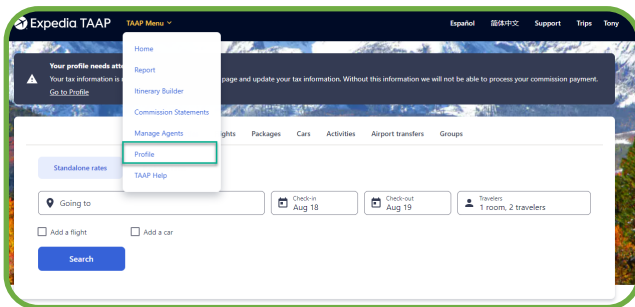 Expedia TAAP
TAAP Menu
Español
简体中文
Support
Trips
Tony
Home
Report
Itinerary Builder
Commission Statements
Manage Agents
Profile
TAAP Help
Your profile needs att
Your tax information is
page and update your tax information. Without this information we will not be able to process your commission payment.
Go to Profile
ghts
Packages
Cars
Activities
Airport transfers
Groups
Standalone rates
Going to
Check-in
Aug 18
Check-out
Aug 19
Travelers
1 room, 2 travelers
Add a flight
Add a car
Search